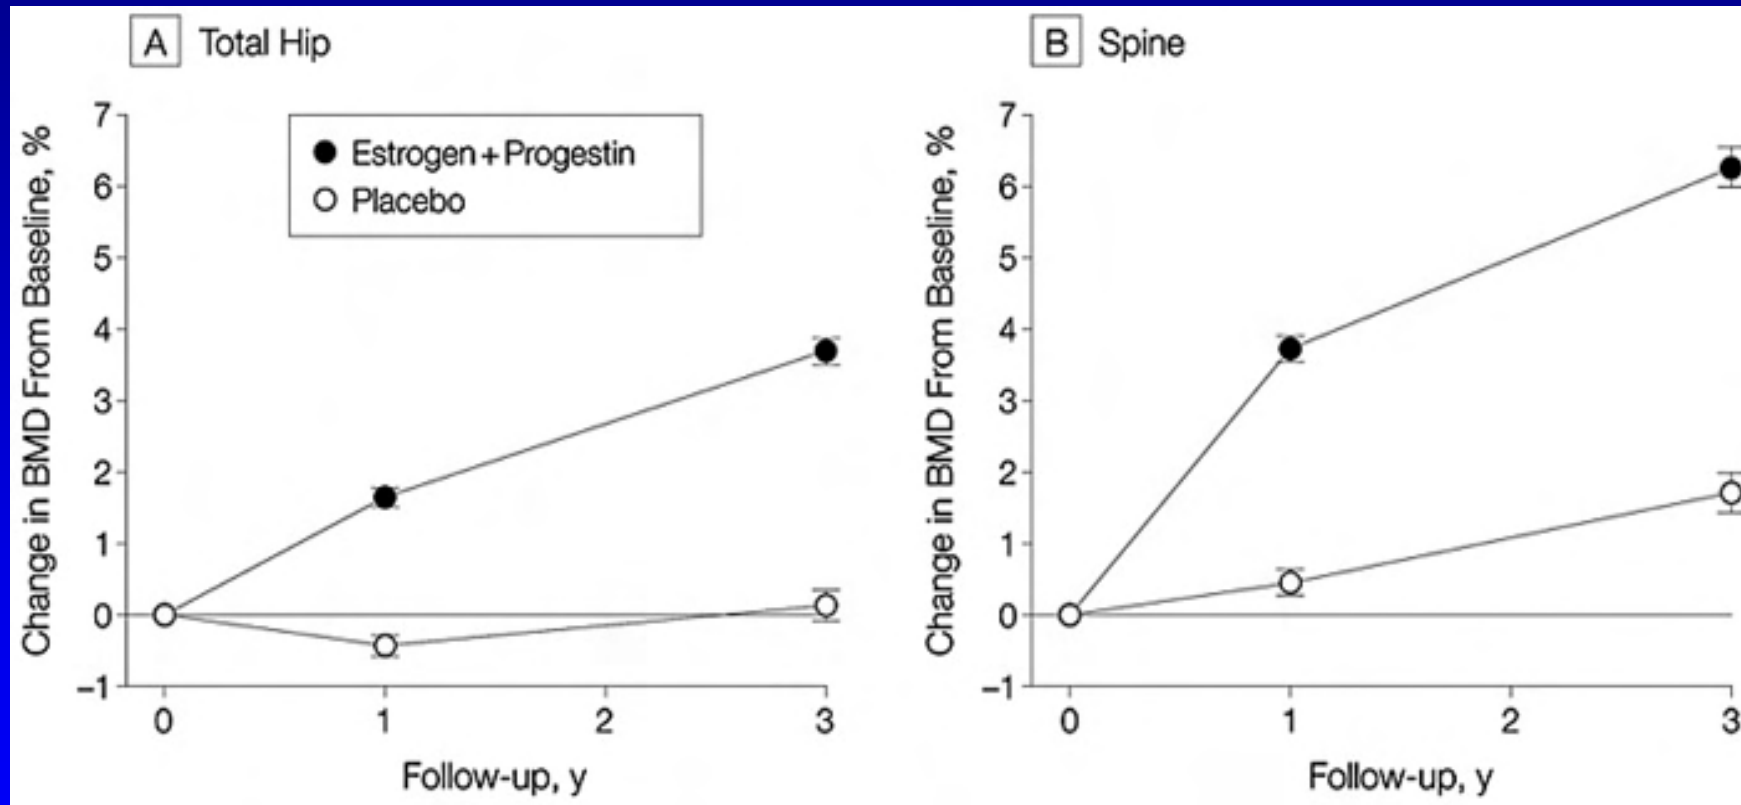 A Total Hip
Estrogen + Progestin
Placebo
Change in BMD From Baseline, %
7
6
5
4
3
2
1
0
−1
0 1 2 3
Follow-up, y
B Spine
Change in BMD From Baseline, %
7
6
5
4
3
2
1
0
−1
0 1 2 3
Follow-up, y